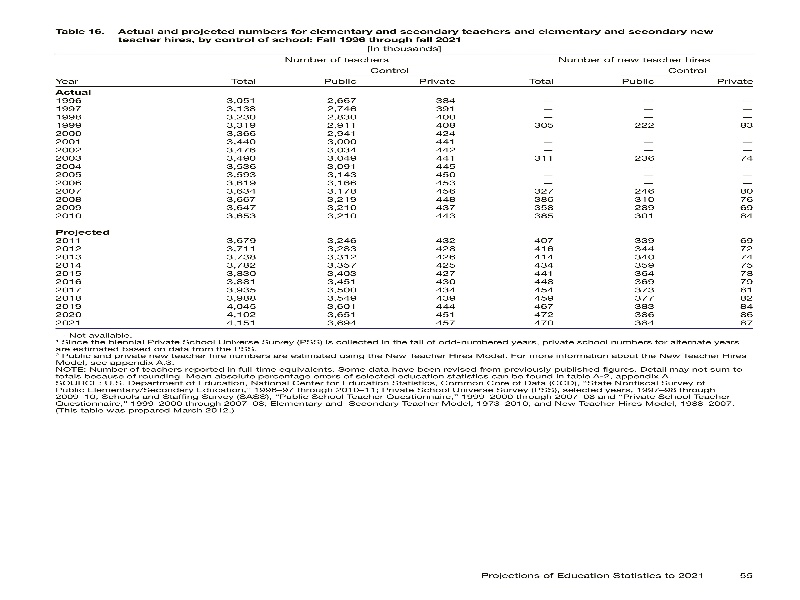 Table 16. Actual and projected numbers for elementary and secondary teachers and elementary and secondary new
teacher hires, by control of school: Fall 1996 through fall 2021
[In thousands]
Number of teachers Number of new teacher hires
Control Control
Year Total Public Private Total Public Private
Actual
1996 3,051 2,667 384
1997 3,138 2,746 391 — — —
1998 3,230 2,830 400 — — —
1999 3,319 2,911 408 305 222 83
2000 3,366 2,941 424
2001 3,440 3,000 441 — — —
2002 3,476 3,034 442 — — —
2003 3,490 3,049 441 311 236 74
2004 3,536 3,091 445
2005 3,593 3,143 450 — — —
2006 3,619 3,166 453 — — —
2007 3,634 3,178 456 327 246 80
2008 3,667 3,219 448 386 310 76
2009 3,647 3,210 437 358 289 69
2010 3,653 3,210 443 385 301 84
Projected
2011 3,679 3,246 432 407 339 69
2012 3,711 3,283 428 416 344 72
2013 3,738 3,312 426 414 340 74
2014 3,782 3,357 425 434 359 75
2015 3,830 3,403 427 441 364 78
2016 3,881 3,451 430 448 369 79
2017 3,935 3,500 434 454 373 81
2018 3,988 3,549 439 459 377 82
2019 4,045 3,601 444 467 383 84
2020 4,102 3,651 451 472 386 86
2021 4,151 3,694 457 470 384 87
— Not available.
¹ Since the biennial Private School Universe Survey (PSS) is collected in the fall of odd-numbered years, private school numbers for alternate years
are estimated based on data from the PSS.
² Public and private new teacher hire numbers are estimated using the New Teacher Hires Model. For more information about the New Teacher Hires
Model, see appendix A.3.
NOTE: Number of teachers reported in full-time equivalents. Some data have been revised from previously published figures. Detail may not sum to
totals because of rounding. Mean absolute percentage errors of selected education statistics can be found in table A-2, appendix A.
SOURCE: U.S. Department of Education, National Center for Education Statistics, Common Core of Data (CCD), "State Nonfiscal Survey of
Public Elementary/Secondary Education," 1996–97 through 2010–11; Private School Universe Survey (PSS), selected years, 1997–98 through
2009–10; Schools and Staffing Survey (SASS), "Public School Teacher Questionnaire," 1999–2000 through 2007–08 and "Private School Teacher
Questionnaire," 1999–2000 through 2007–08; Elementary and Secondary Teacher Model, 1973–2010; and New Teacher Hires Model, 1988–2007.
(This table was prepared March 2012.)
Projections of Education Statistics to 2021 55